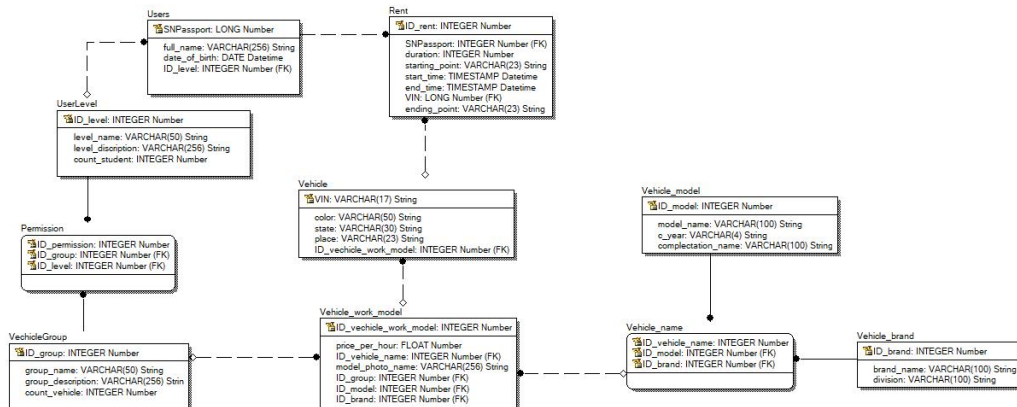 Users
SNPassport: LONG Number
full_name: VARCHAR(256) String
date_of_birth: DATE Datetime
ID_level: INTEGER Number (FK)
Rent
ID_rent: INTEGER Number
SNPassport: INTEGER Number (FK)
duration: INTEGER Number
starting_point: VARCHAR(23) String
start_time: TIMESTAMP Datetime
end_time: TIMESTAMP Datetime
VIN: LONG Number (FK)
ending_point: VARCHAR(23) String
UserLevel
ID_level: INTEGER Number
level_name: VARCHAR(50) String
level_discription: VARCHAR(256) String
count_student: INTEGER Number
Vehicle
VIN: VARCHAR(17) String
color: VARCHAR(50) String
state: VARCHAR(30) String
place: VARCHAR(23) String
ID_vechicle_work_model: INTEGER Number (FK)
Vehicle_model
ID_model: INTEGER Number
model_name: VARCHAR(100) String
c_year: VARCHAR(4) String
complectation_name: VARCHAR(100) String
Permission
ID_permission: INTEGER Number
ID_group: INTEGER Number (FK)
ID_level: INTEGER Number (FK)
VechicleGroup
ID_group: INTEGER Number
group_name: VARCHAR(50) String
group_description: VARCHAR(256) Strin
count_vehicle: INTEGER Number
Vehicle_work_model
ID_vechicle_work_model: INTEGER Number
price_per_hour: FLOAT Number
ID_vehicle_name: INTEGER Number (FK)
model_photo_name: VARCHAR(256) String
ID_group: INTEGER Number (FK)
ID_model: INTEGER Number (FK)
ID_brand: INTEGER Number (FK)
Vehicle_name
ID_vehicle_name: INTEGER Number
ID_model: INTEGER Number (FK)
ID_brand: INTEGER Number (FK)
Vehicle_brand
ID_brand: INTEGER Number
brand_name: VARCHAR(100) String
division: VARCHAR(100) String